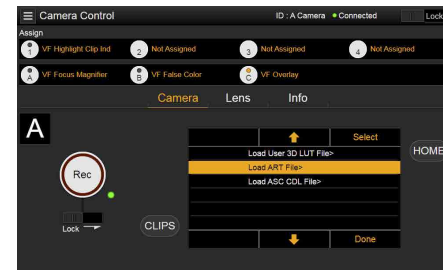 Camera Control
ID : A Camera
Connected
Lock
Assign
1 VF Highlight Clip Ind
2 Not Assigned
3 Not Assigned
4 Not Assigned
A VF Focus Magnifier
B VF False Color
C VF Overlay
Camera Lens Info
A
Select
Load User 3D LUT File>
HOME
Load ART File>
Rec
Load ASC CDL File>
Lock
CLIPS
Done